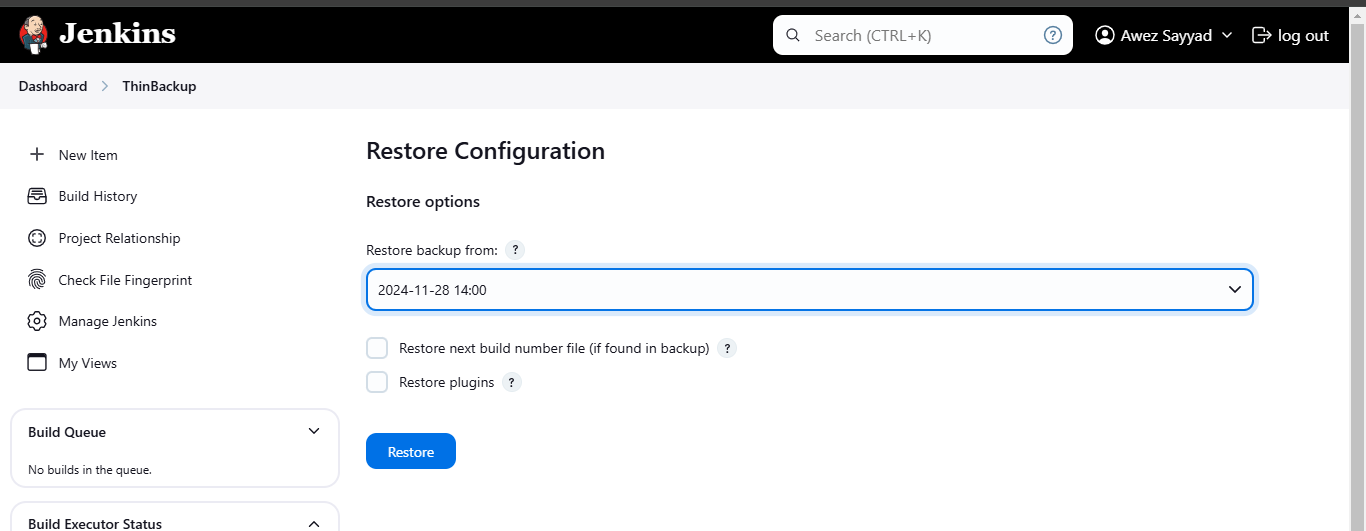 Jenkins
Search (CTRL+K)
?
Awez Sayyad
log out
Dashboard
ThinBackup
New Item
Build History
Project Relationship
Check File Fingerprint
Manage Jenkins
My Views
Build Queue
No builds in the queue.
Build Executor Status
Restore Configuration
Restore options
Restore backup from: ?
2024-11-28 14:00
Restore next build number file (if found in backup) ?
Restore plugins ?
Restore